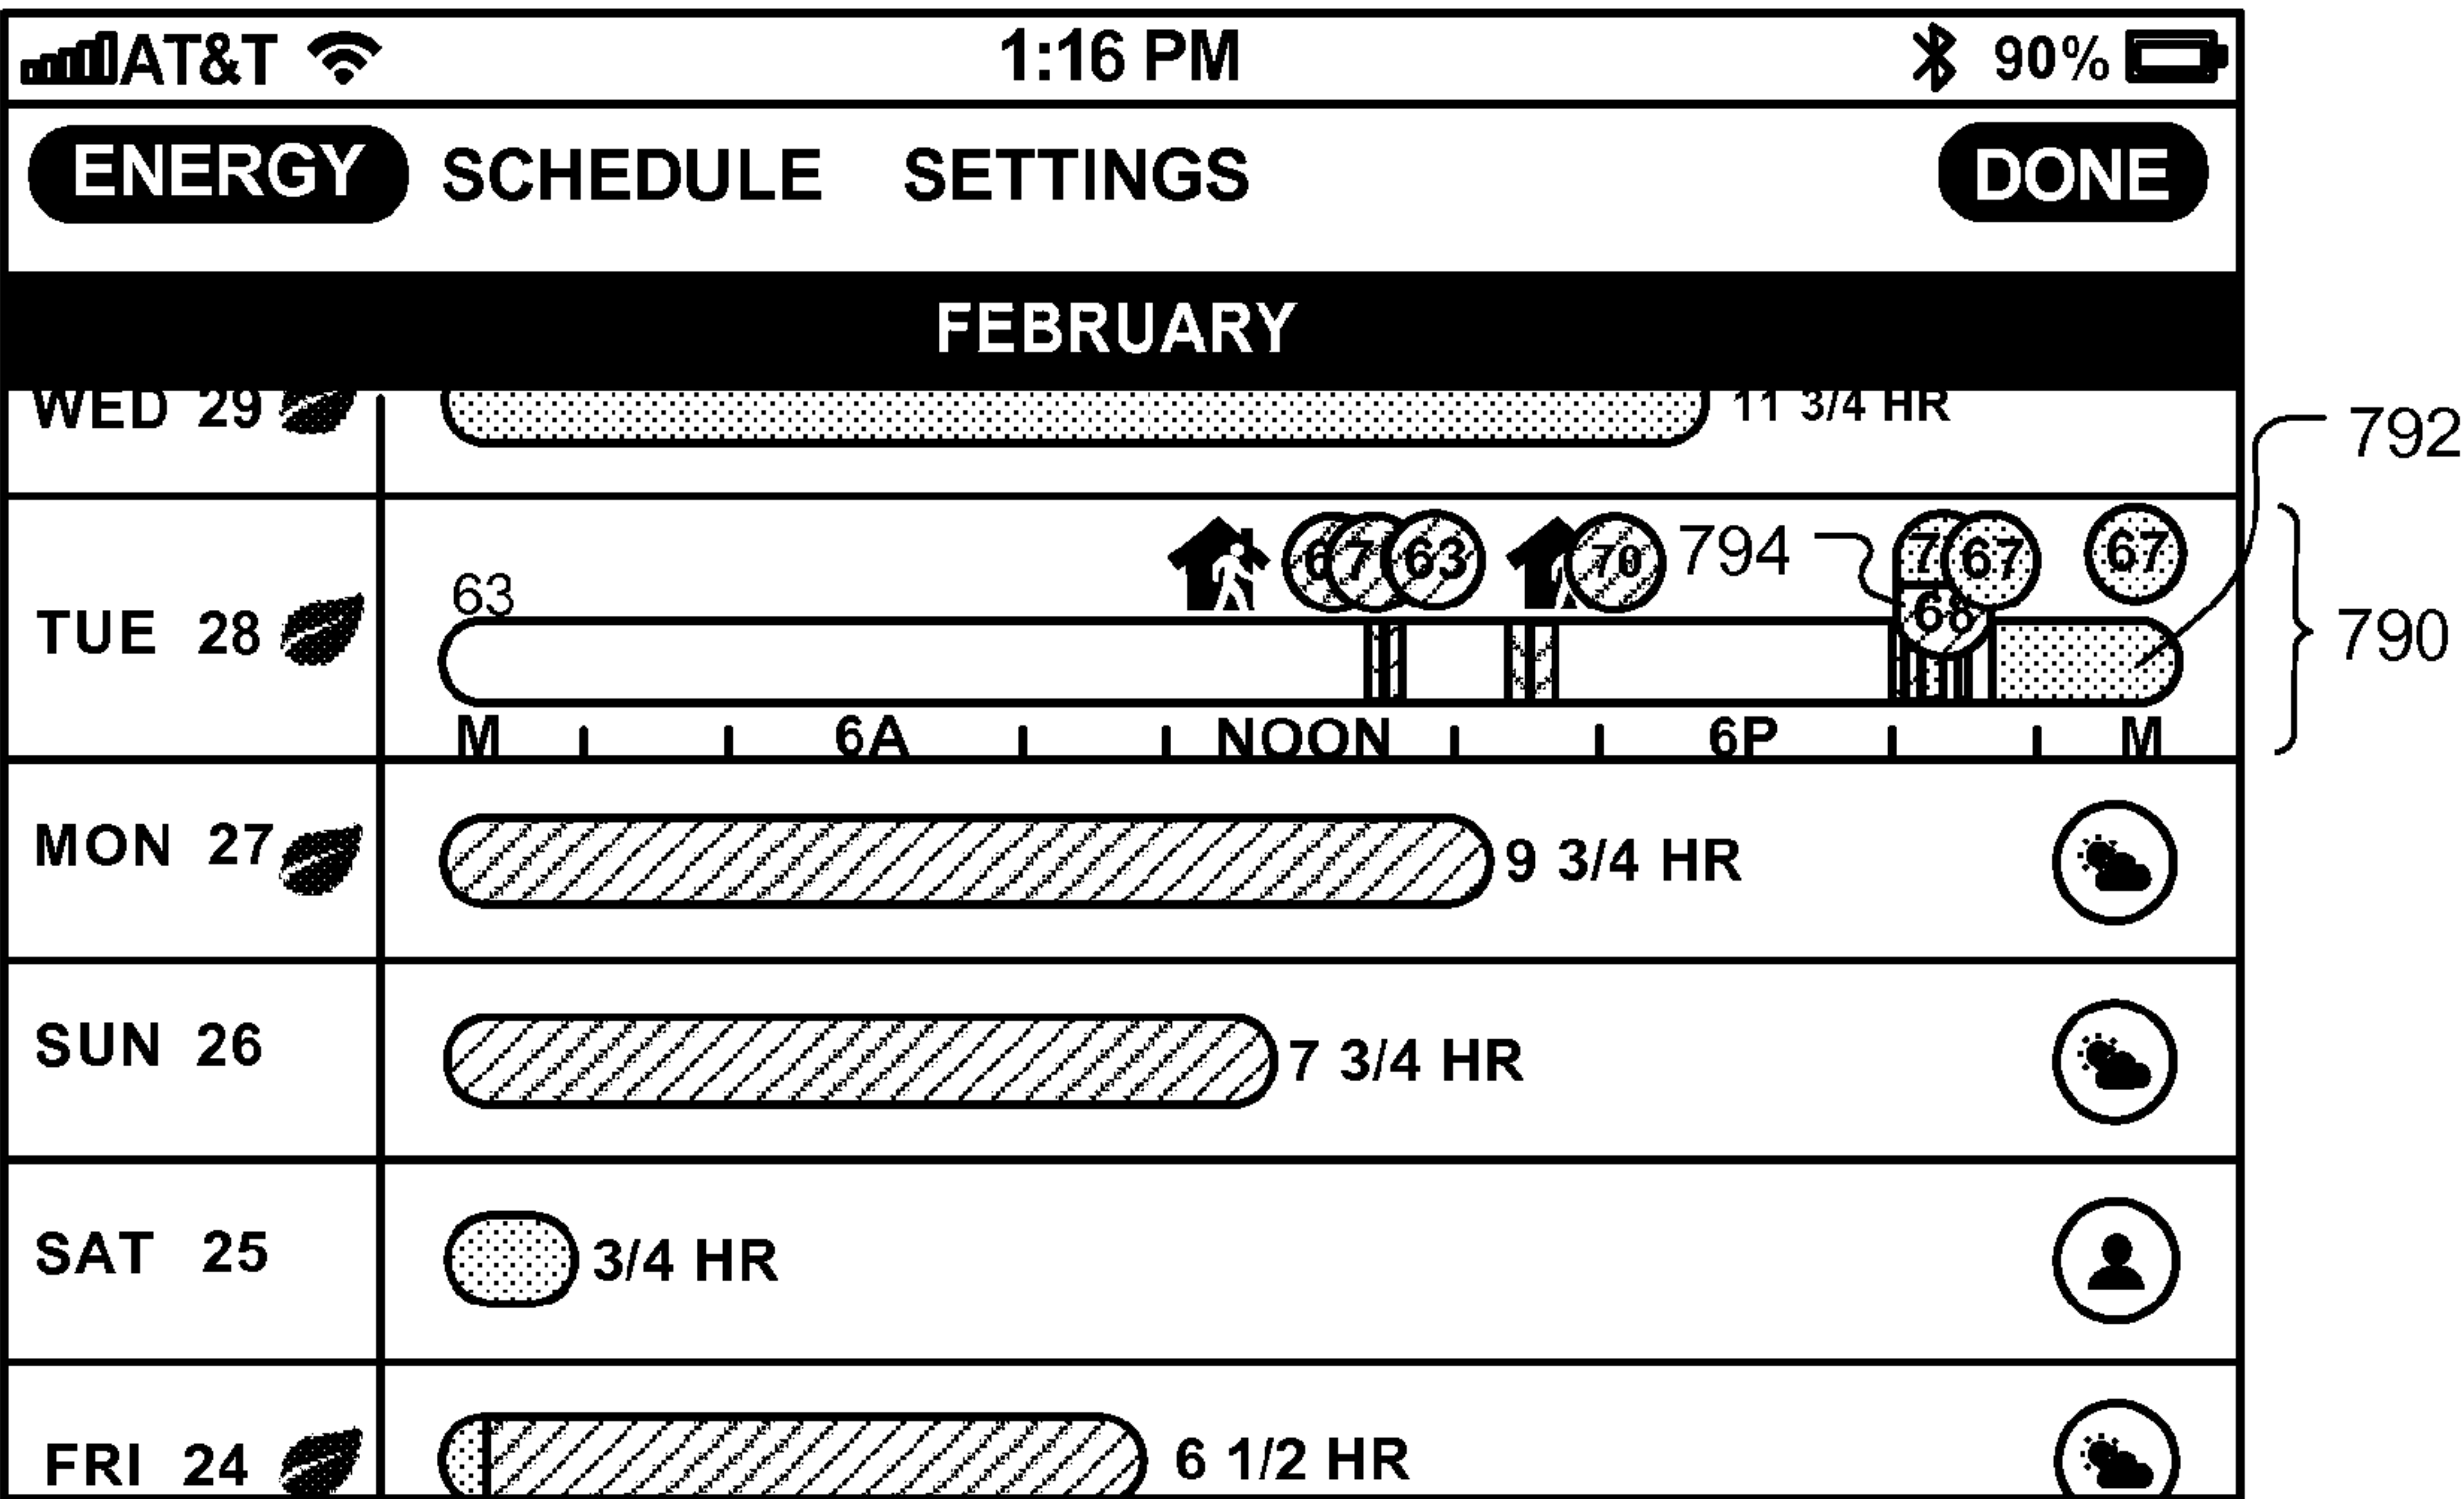 AT&T 1:16 PM 90%
ENERGY SCHEDULE SETTINGS DONE
FEBRUARY
WED 29 11 3/4 HR
792
63 70 794 67 67
63 68
TUE 28 790
M 6A NOON 6P M
MON 27 9 3/4 HR
SUN 26 7 3/4 HR
SAT 25 3/4 HR
FRI 24 6 1/2 HR